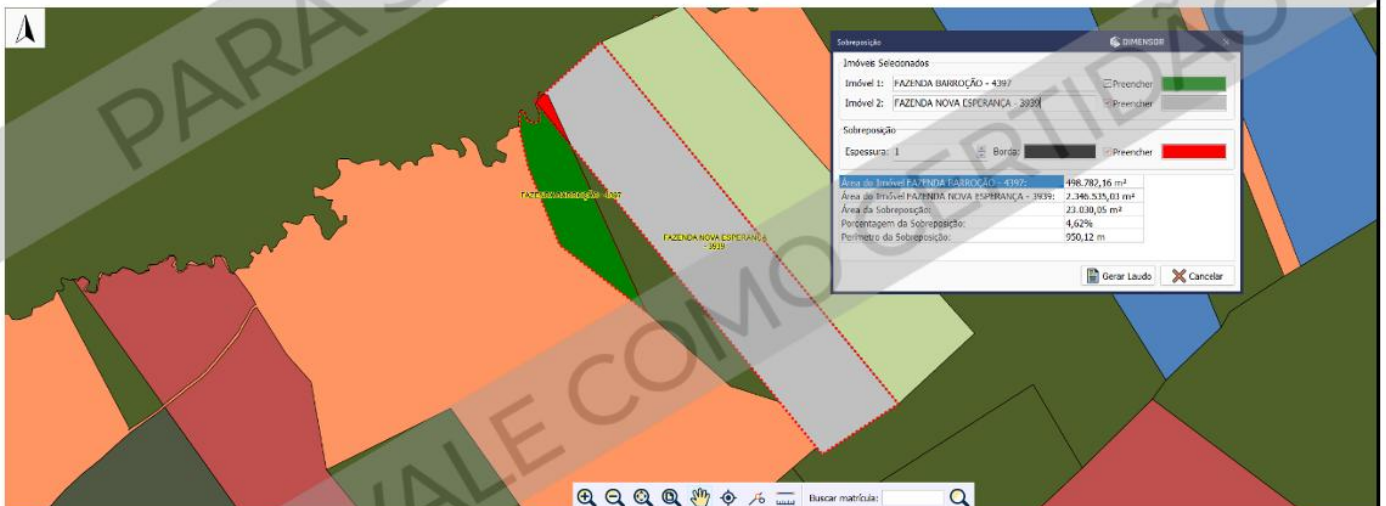 PARA S
VALE COMO CERTIDÃO
Sobreposição
DIMENSOR
Imóveis Selecionados
Imóvel 1: FAZENDA BARROÇÃO - 4397 Preencher
Imóvel 2: FAZENDA NOVA ESPERANÇA - 3939 Preencher
Sobreposição
Espessura: 1 Borda: Preencher
Área do Imóvel FAZENDA BARROÇÃO - 4397: 498.782,16 m²
Área do Imóvel FAZENDA NOVA ESPERANÇA - 3939: 2.346.535,03 m²
Área da Sobreposição: 23.030,05 m²
Porcentagem da Sobreposição: 4,62%
Perímetro da Sobreposição: 950,12 m
Gerar Laudo Cancelar
FAZENDA BARROÇÃO - 4397
FAZENDA NOVA ESPERANÇA
- 3939
Buscar matrícula: